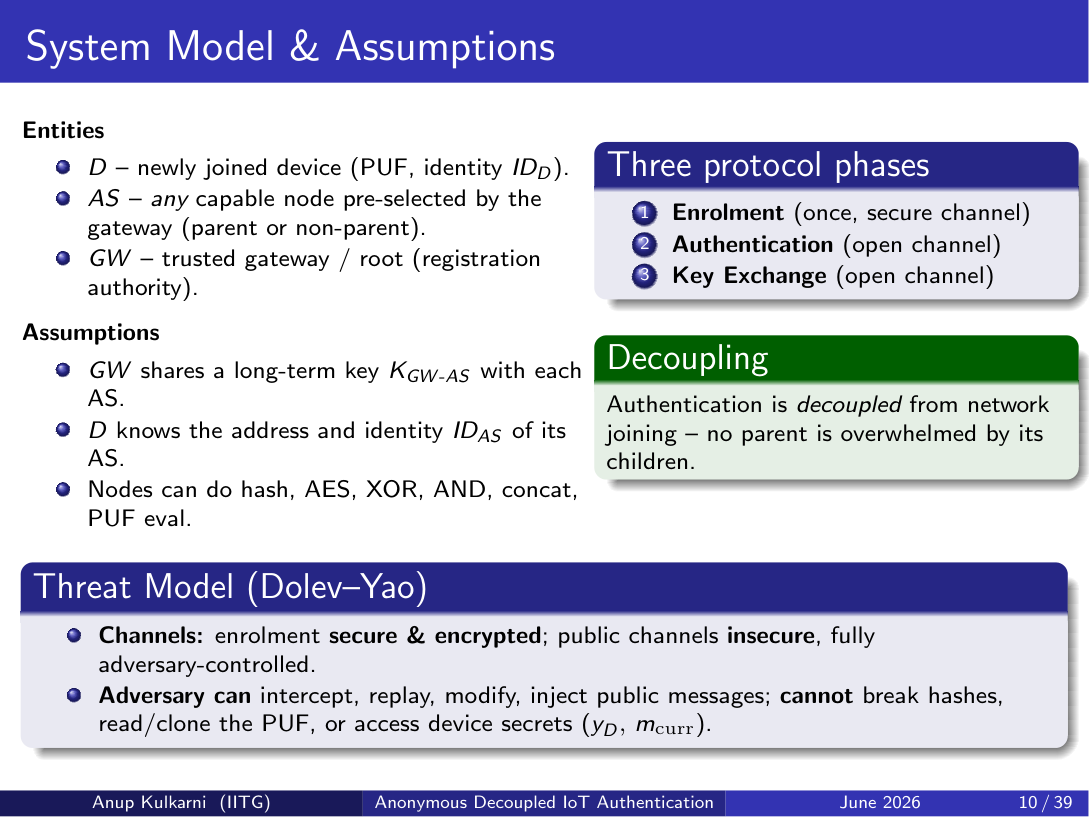 System Model & Assumptions
Entities
D – newly joined device (PUF, identity ID_D).
AS – any capable node pre-selected by the
gateway (parent or non-parent).
GW – trusted gateway / root (registration
authority).
Assumptions
GW shares a long-term key K_GW-AS with each
AS.
D knows the address and identity ID_AS of its
AS.
Nodes can do hash, AES, XOR, AND, concat,
PUF eval.
Three protocol phases
1 Enrolment (once, secure channel)
2 Authentication (open channel)
3 Key Exchange (open channel)
Decoupling
Authentication is decoupled from network
joining – no parent is overwhelmed by its
children.
Threat Model (Dolev–Yao)
Channels: enrolment secure & encrypted; public channels insecure, fully
adversary-controlled.
Adversary can intercept, replay, modify, inject public messages; cannot break hashes,
read/clone the PUF, or access device secrets (y_D, m_curr).
Anup Kulkarni (IITG) Anonymous Decoupled IoT Authentication June 2026 10 / 39